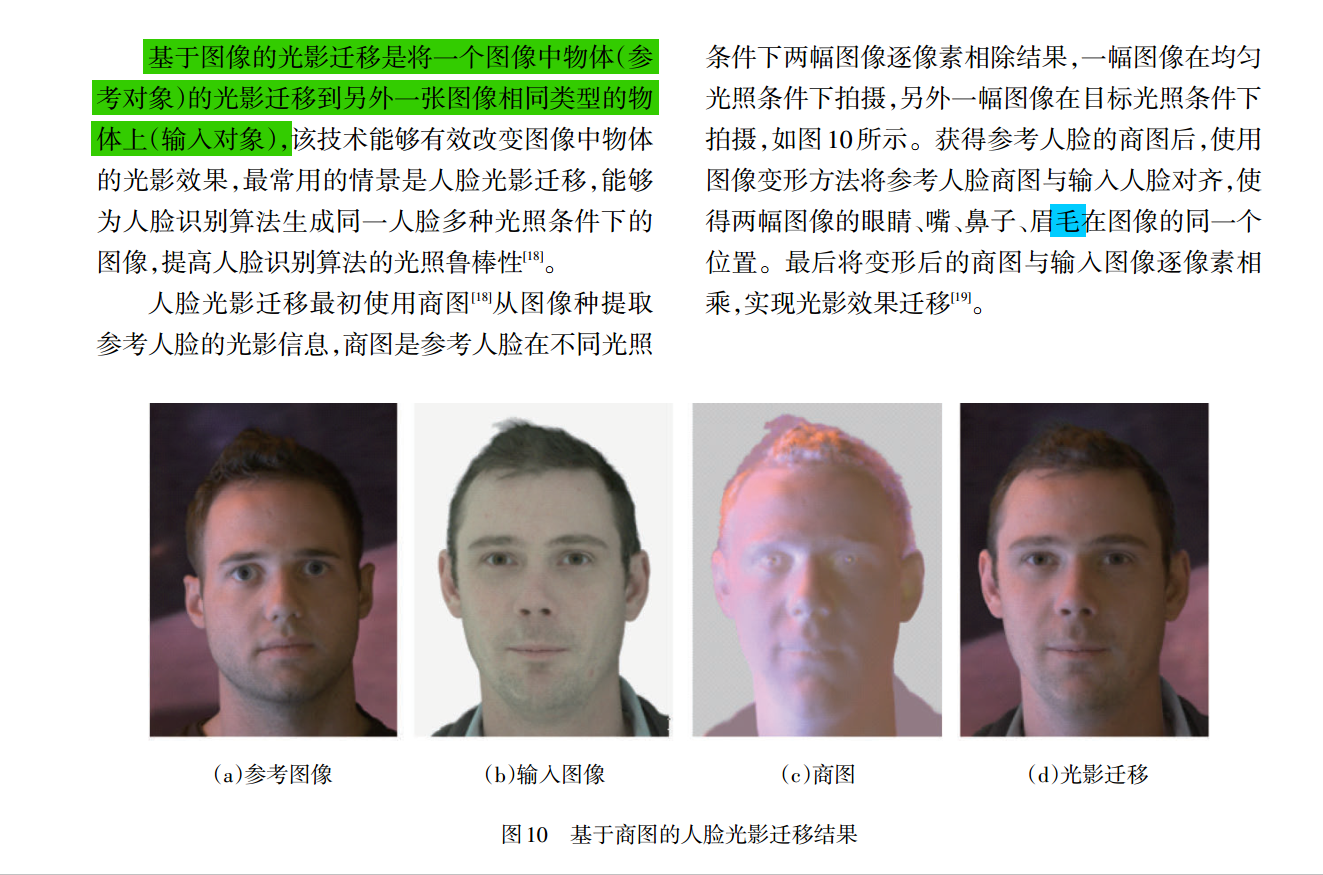 基于图像的光影迁移是将一个图像中物体(参
考对象)的光影迁移到另外一张图像相同类型的物
体上(输入对象),该技术能够有效改变图像中物体
的光影效果,最常用的情景是人脸光影迁移,能够
为人脸识别算法生成同一人脸多种光照条件下的
图像,提高人脸识别算法的光照鲁棒性[18]。
人脸光影迁移最初使用商图[18]从图像种提取
参考人脸的光影信息,商图是参考人脸在不同光照
条件下两幅图像逐像素相除结果,一幅图像在均匀
光照条件下拍摄,另外一幅图像在目标光照条件下
拍摄,如图10所示。获得参考人脸的商图后,使用
图像变形方法将参考人脸商图与输入人脸对齐,使
得两幅图像的眼睛、嘴、鼻子、眉毛在图像的同一个
位置。最后将变形后的商图与输入图像逐像素相
乘,实现光影效果迁移[19]。
(a)参考图像
(b)输入图像
(c)商图
(d)光影迁移
图10 基于商图的人脸光影迁移结果